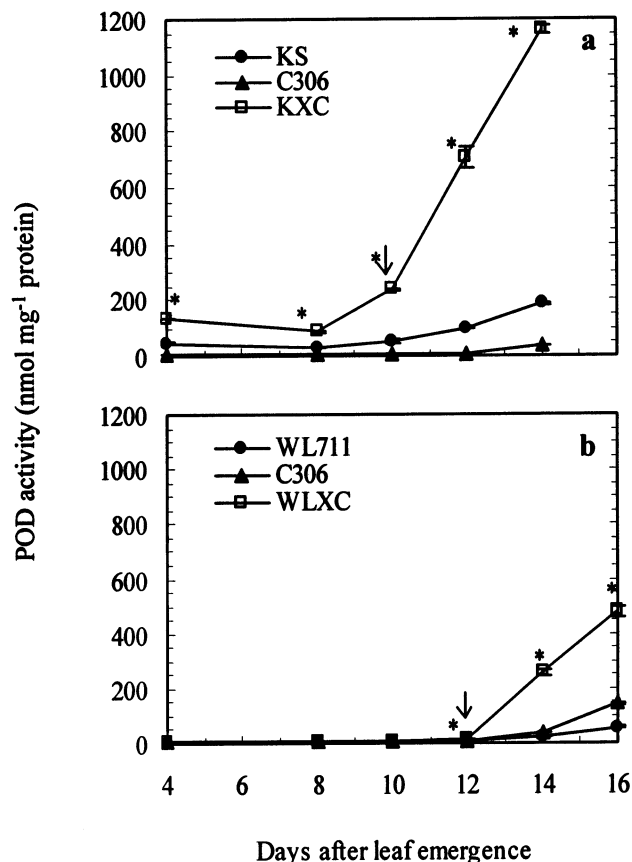 POD activity (nmol mg-1 protein)
1200
1000
800
600
400
200
0
KS
C306
KXC
a
*
*
*
*
*
1200
1000
800
600
400
200
0
WL711
C306
WLXC
b
*
*
*
4
6
8
10
12
14
16
Days after leaf emergence